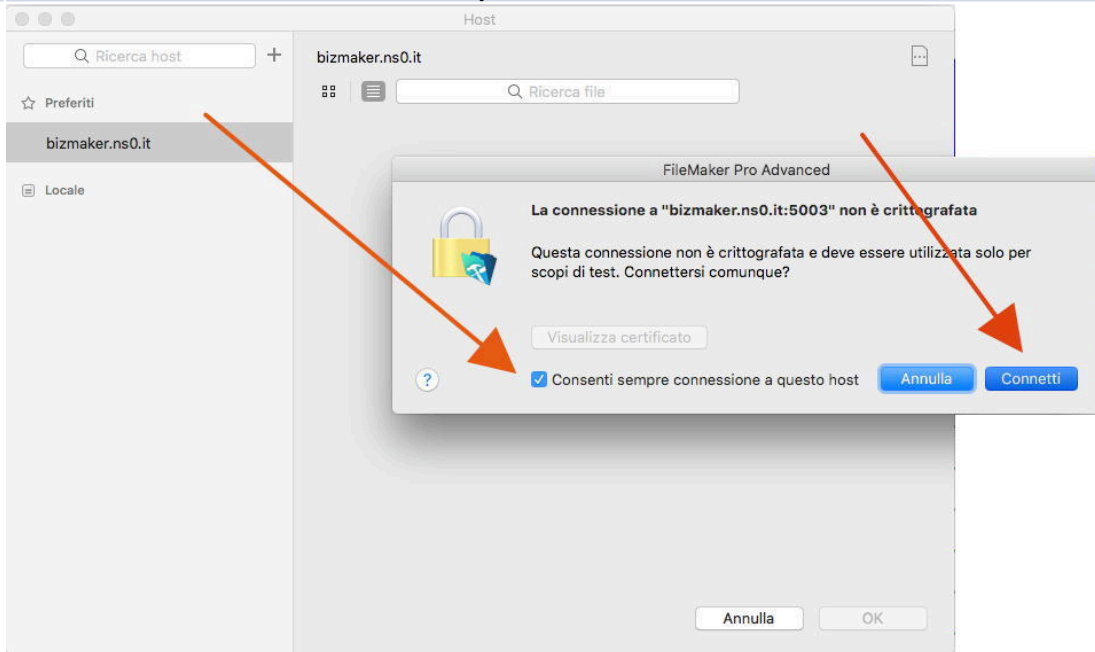 Host
Ricerca host
+
bizmaker.ns0.it
Ricerca file
Preferiti
bizmaker.ns0.it
Locale
FileMaker Pro Advanced
La connessione a "bizmaker.ns0.it:5003" non è crittografata
Questa connessione non è crittografata e deve essere utilizzata solo per
scopi di test. Connettersi comunque?
Visualizza certificato
?
Consenti sempre connessione a questo host
Annulla
Connetti
Annulla
OK